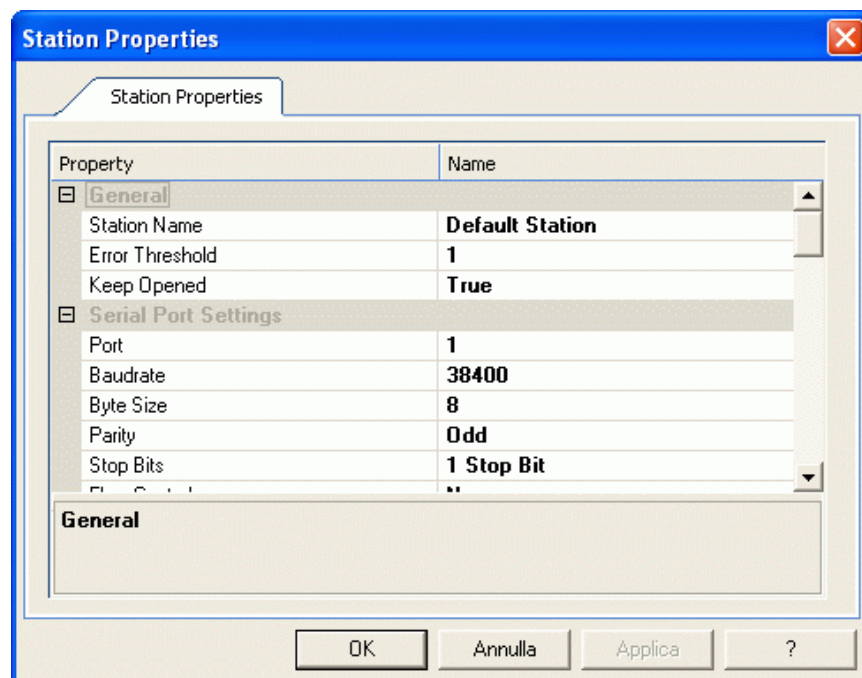 Station Properties
Station Properties
Property Name
General
Station Name Default Station
Error Threshold 1
Keep Opened True
Serial Port Settings
Port 1
Baudrate 38400
Byte Size 8
Parity Odd
Stop Bits 1 Stop Bit
General
OK Annulla Applica ?